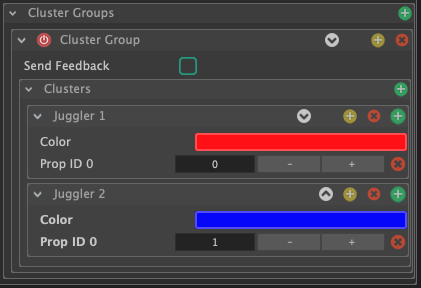 Cluster Groups
Cluster Group
Send Feedback
Clusters
Juggler 1
Color
Prop ID 0 0 - +
Juggler 2
Color
Prop ID 0 1 - +